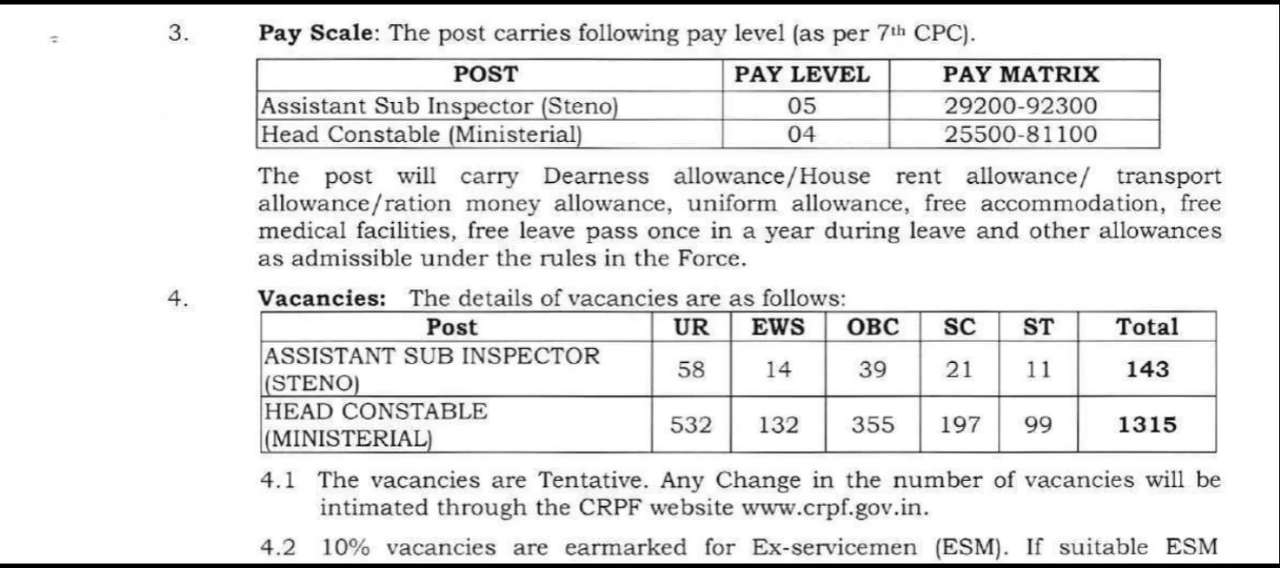 3. Pay Scale: The post carries following pay level (as per 7th CPC).
POST PAY LEVEL PAY MATRIX
Assistant Sub Inspector (Steno) 05 29200-92300
Head Constable (Ministerial) 04 25500-81100
The post will carry Dearness allowance/House rent allowance/ transport
allowance/ration money allowance, uniform allowance, free accommodation, free
medical facilities, free leave pass once in a year during leave and other allowances
as admissible under the rules in the Force.
4. Vacancies: The details of vacancies are as follows:
Post UR EWS OBC SC ST Total
ASSISTANT SUB INSPECTOR
(STENO) 58 14 39 21 11 143
HEAD CONSTABLE
(MINISTERIAL) 532 132 355 197 99 1315
4.1 The vacancies are Tentative. Any Change in the number of vacancies will be
intimated through the CRPF website www.crpf.gov.in.
4.2 10% vacancies are earmarked for Ex-servicemen (ESM). If suitable ESM